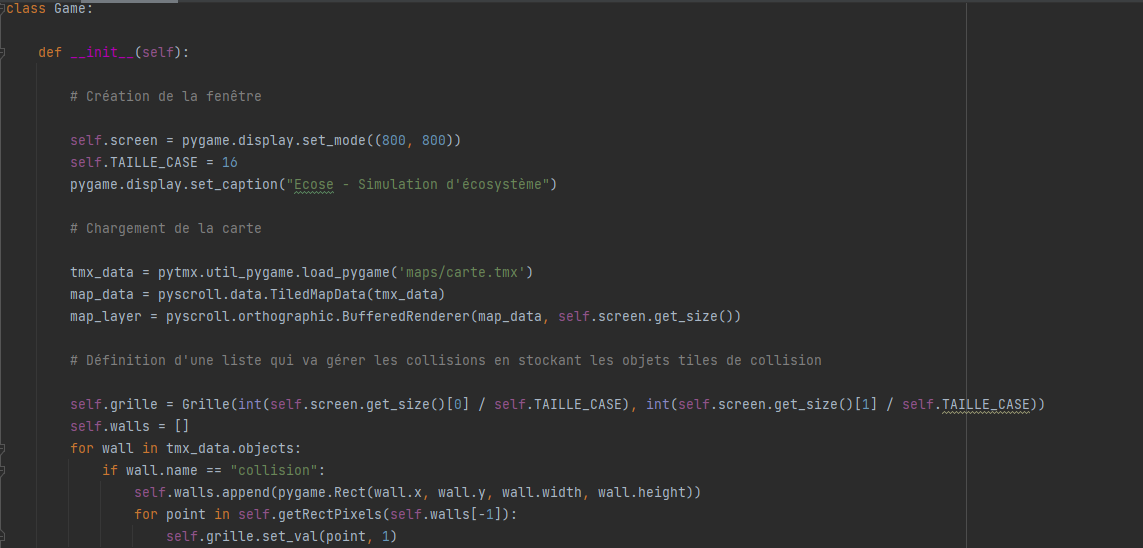 class Game:
def __init__(self):
# Création de la fenêtre
self.screen = pygame.display.set_mode((800, 800))
self.TAILLE_CASE = 16
pygame.display.set_caption("Ecose - Simulation d'écosystème")
# Chargement de la carte
tmx_data = pytmx.util_pygame.load_pygame('maps/carte.tmx')
map_data = pyscroll.data.TiledMapData(tmx_data)
map_layer = pyscroll.orthographic.BufferedRenderer(map_data, self.screen.get_size())
# Définition d'une liste qui va gérer les collisions en stockant les objets tiles de collision
self.grille = Grille(int(self.screen.get_size()[0] / self.TAILLE_CASE), int(self.screen.get_size()[1] / self.TAILLE_CASE))
self.walls = []
for wall in tmx_data.objects:
if wall.name == "collision":
self.walls.append(pygame.Rect(wall.x, wall.y, wall.width, wall.height))
for point in self.getRectPixels(self.walls[-1]):
self.grille.set_val(point, 1)